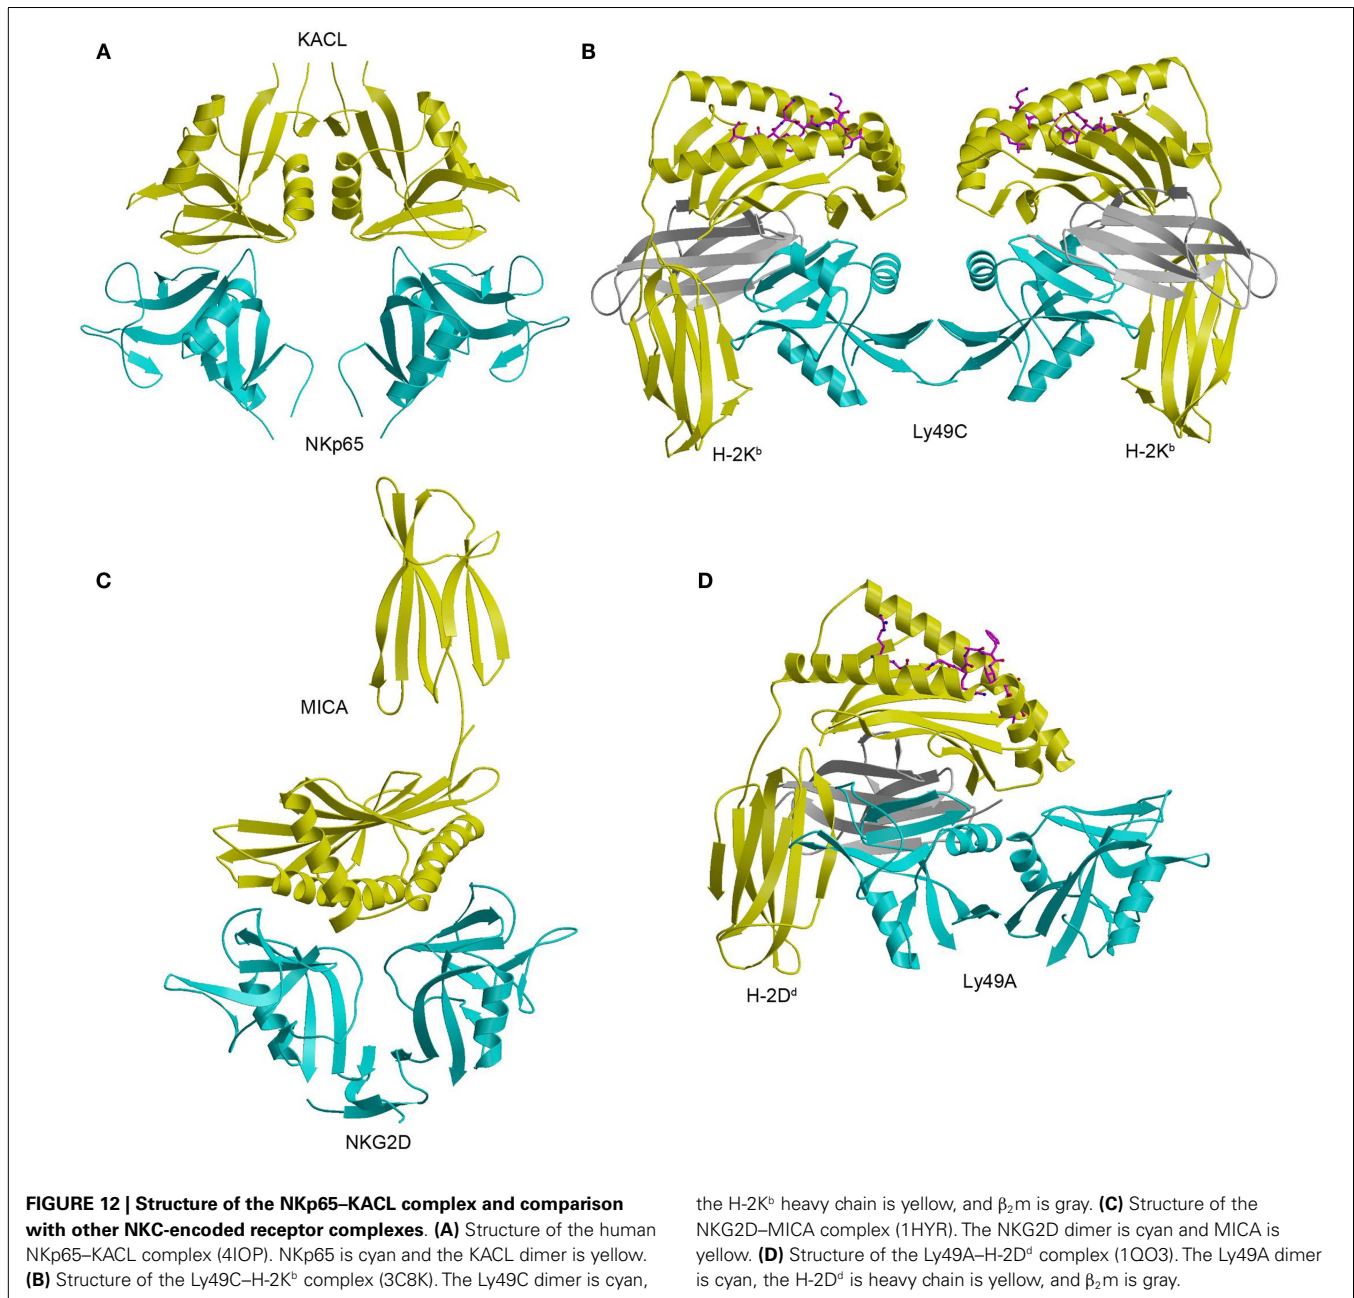 A
KACL
B
NKp65
Ly49C
H-2Kᵇ
H-2Kᵇ
C
D
MICA
Ly49A
H-2Dᵈ
NKG2D
FIGURE 12 | Structure of the NKp65–KACL complex and comparison
with other NKC-encoded receptor complexes. (A) Structure of the human
NKp65–KACL complex (4IOP). NKp65 is cyan and the KACL dimer is yellow.
(B) Structure of the Ly49C–H-2Kᵇ complex (3C8K). The Ly49C dimer is cyan,
the H-2Kᵇ heavy chain is yellow, and β₂m is gray. (C) Structure of the
NKG2D–MICA complex (1HYR). The NKG2D dimer is cyan and MICA is
yellow. (D) Structure of the Ly49A–H-2Dᵈ complex (1QO3). The Ly49A dimer
is cyan, the H-2Dᵈ is heavy chain is yellow, and β₂m is gray.